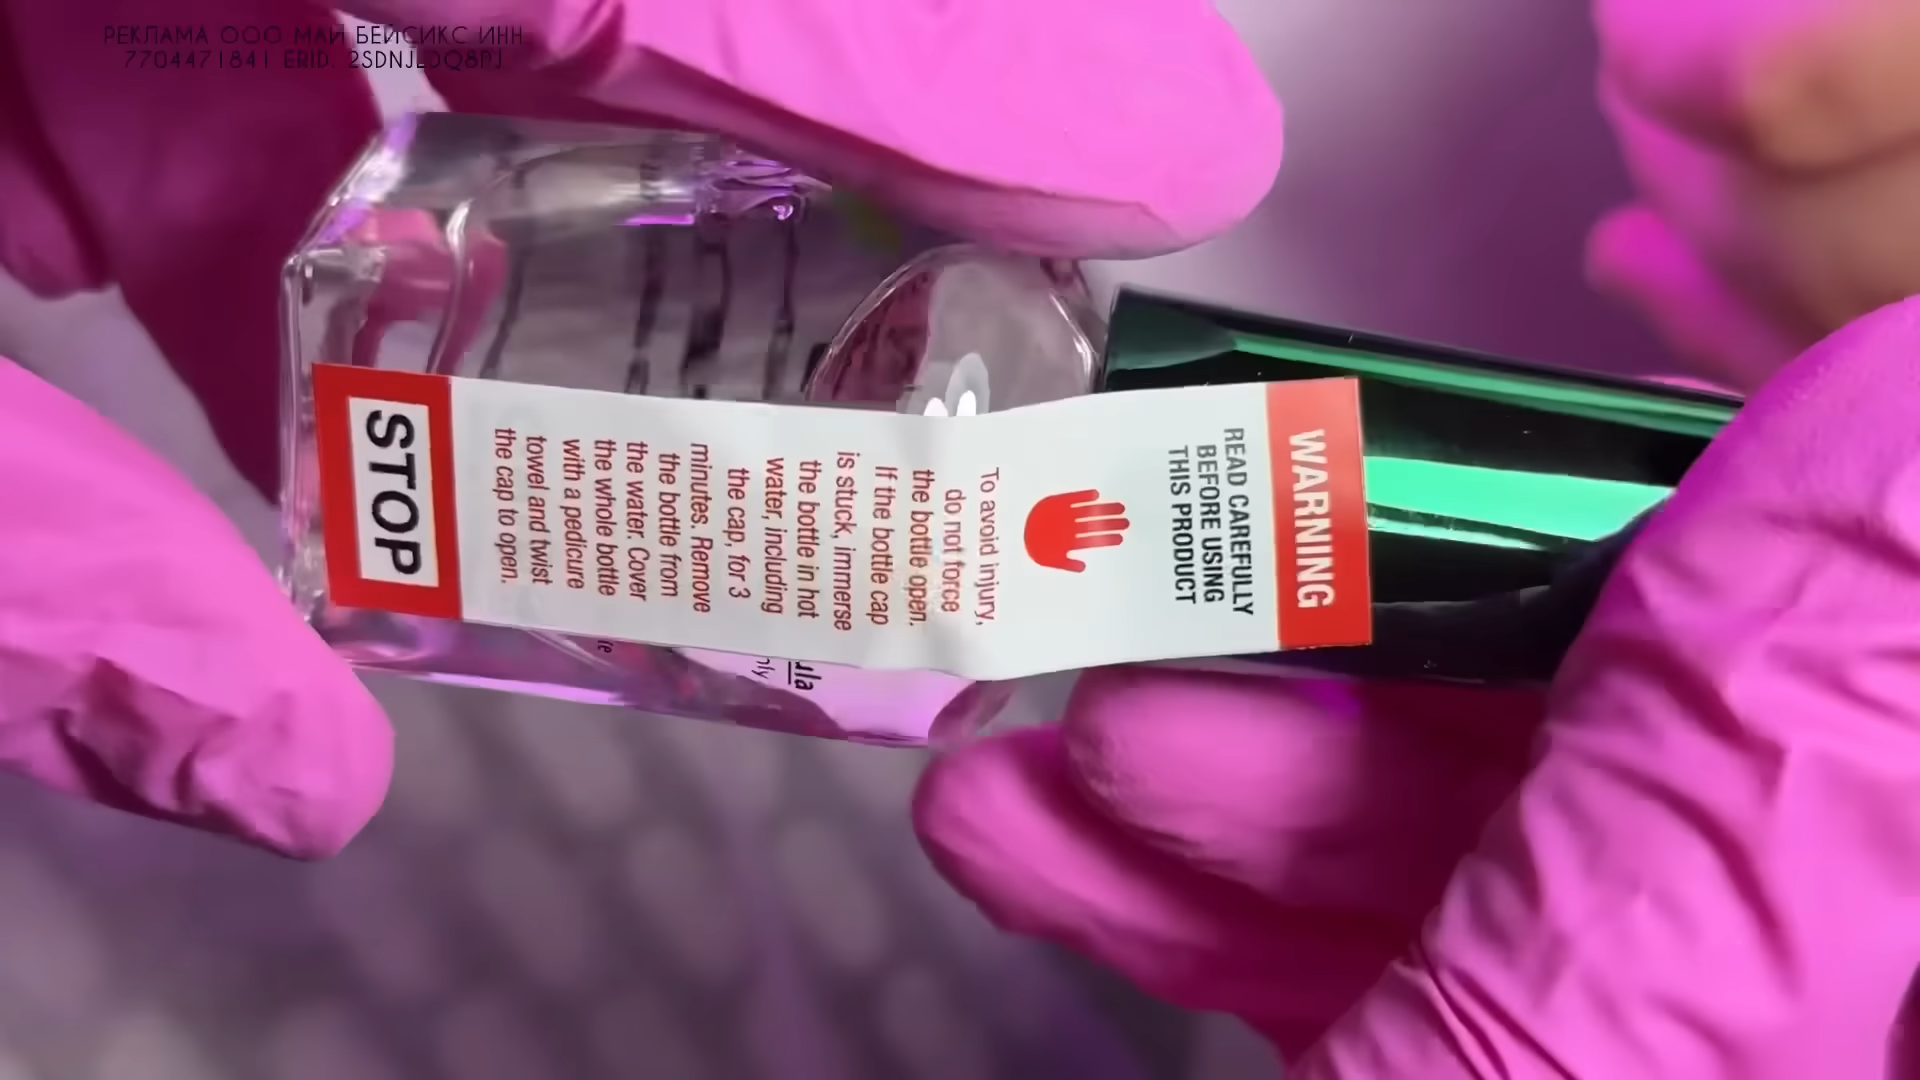 РЕКЛАМА ООО МАЙ БЕЙСИКС ИНН
7704471841 ERID: 2SDNJLDQ8PJ
WARNING
READ CAREFULLY
BEFORE USING
THIS PRODUCT
To avoid injury,
do not force
the bottle open.
If the bottle cap
is stuck, immerse
the bottle in hot
water, including
the cap, for 3
minutes. Remove
the bottle from
the water. Cover
the whole bottle
with a pedicure
towel and twist
the cap to open.
STOP